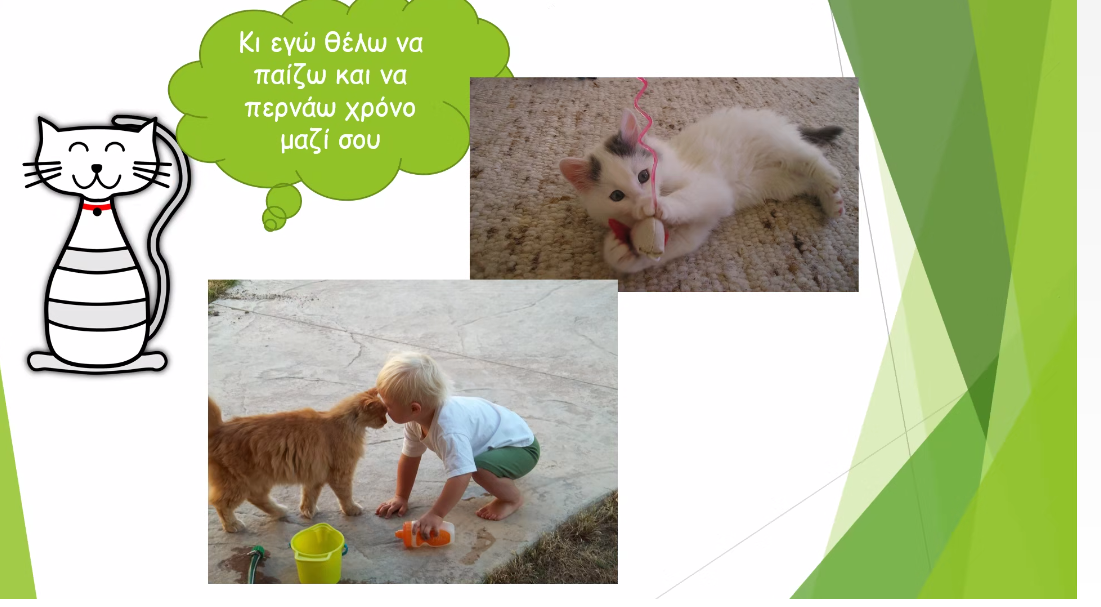 Κι εγώ θέλω να
παίζω και να
περνάω χρόνο
μαζί σου